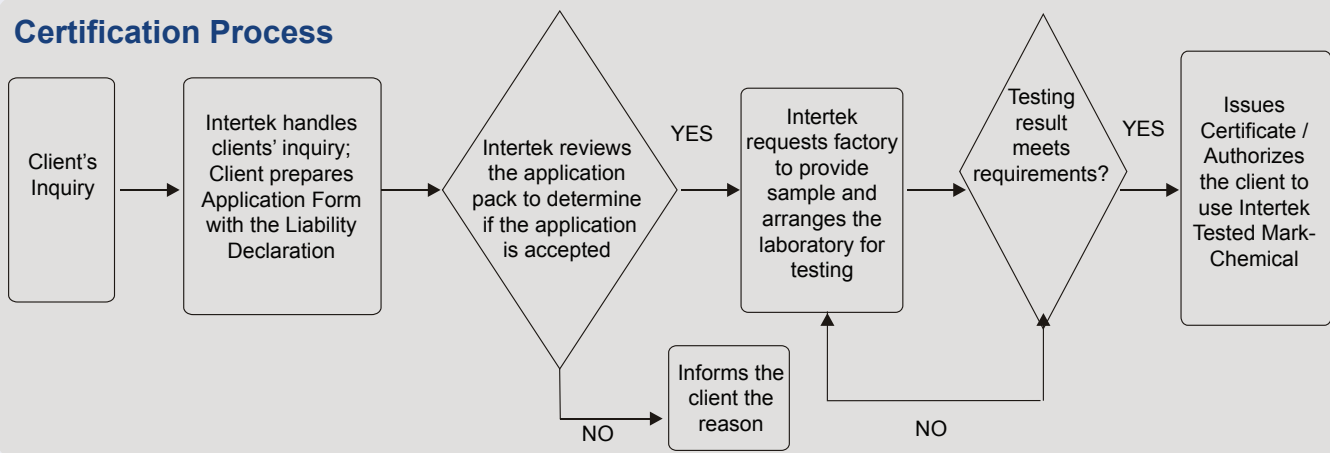 Certification Process
Client's
Inquiry
Intertek handles
clients' inquiry;
Client prepares
Application Form
with the Liability
Declaration
Intertek reviews
the application
pack to determine
if the application
is accepted
YES
NO
Informs the
client the
reason
Intertek
requests factory
to provide
sample and
arranges the
laboratory for
testing
Testing
result
meets
requirements?
YES
NO
Issues
Certificate /
Authorizes
the client to
use Intertek
Tested Mark-
Chemical